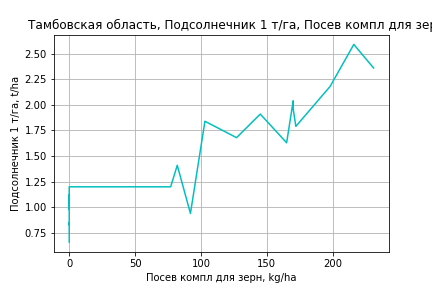 Тамбовская область, Подсолнечник 1 т/га, Посев компл для зер
2.50
2.25
2.00
1.75
1.50
1.25
1.00
0.75
Подсолнечник 1 т/га, t/ha
0 50 100 150 200
Посев компл для зерн, kg/ha